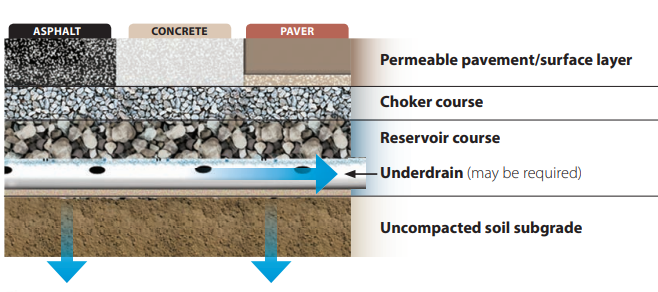 ASPHALT
CONCRETE
PAVER
Permeable pavement/surface layer
Choker course
Reservoir course
Underdrain (may be required)
Uncompacted soil subgrade